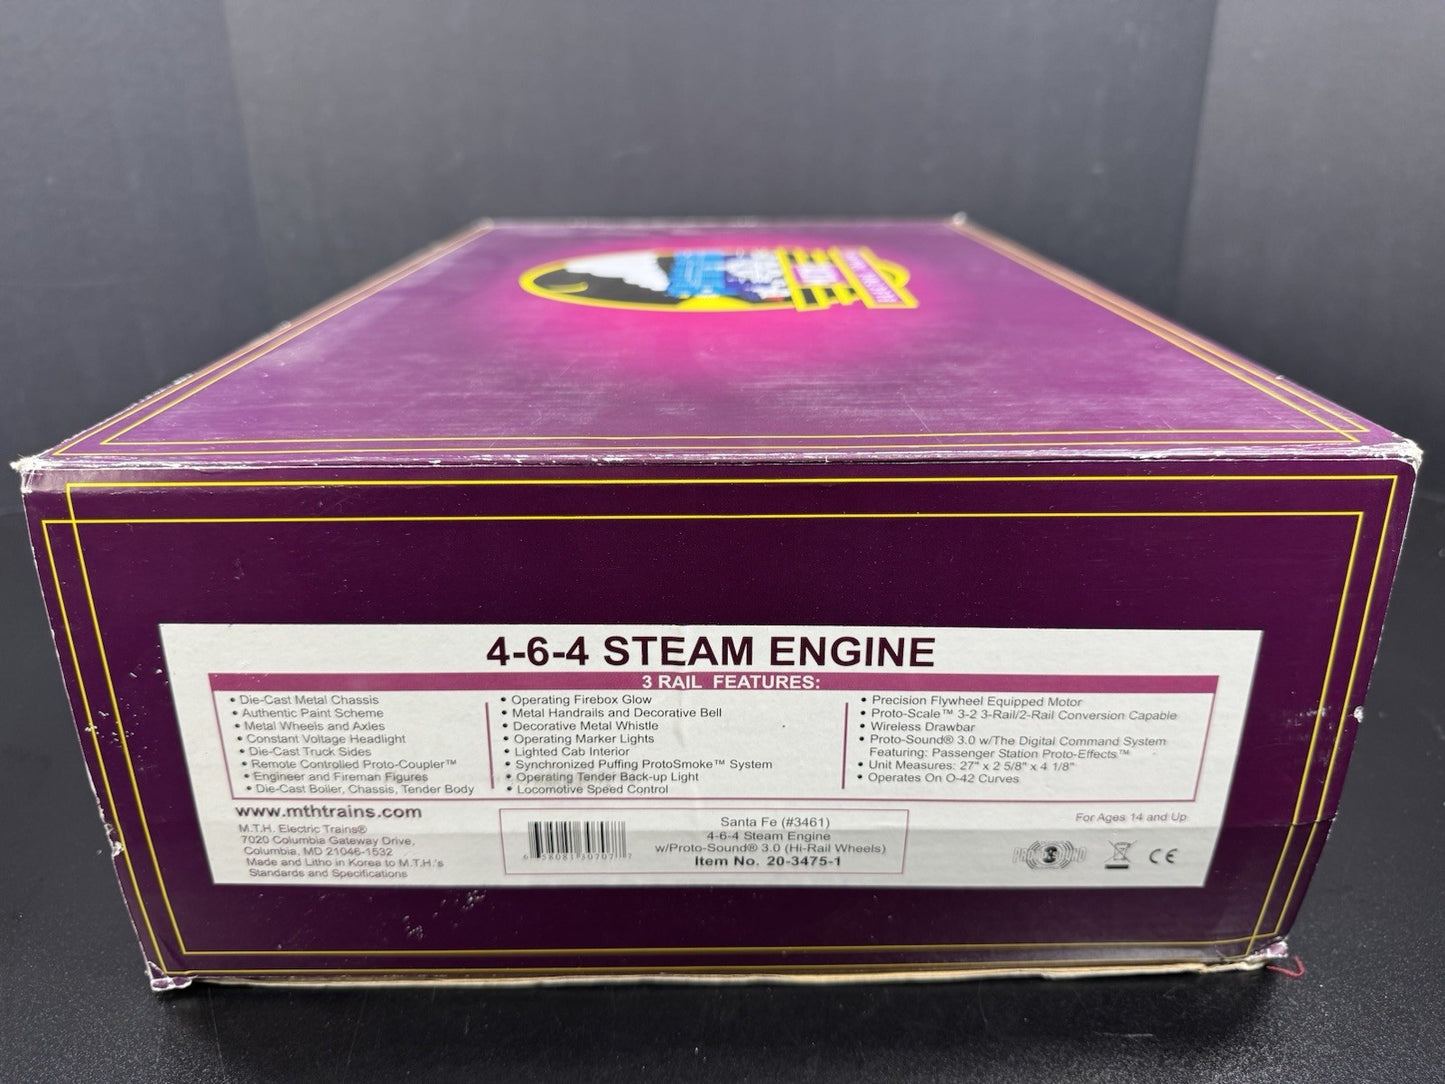 4-6-4 STEAM ENGINE
3 RAIL FEATURES:
• Die-Cast Metal Chassis
• Authentic Paint Scheme
• Metal Wheels and Axles
• Constant Voltage Headlight
• Die-Cast Truck Sides
• Remote Controlled Proto-Coupler™
• Engineer and Fireman Figures
• Die-Cast Boiler, Chassis, Tender Body
• Operating Firebox Glow
• Metal Handrails and Decorative Bell
• Decorative Metal Whistle
• Operating Marker Lights
• Lighted Cab Interior
• Synchronized Puffing ProtoSmoke™ System
• Operating Tender Back-up Light
• Locomotive Speed Control
• Precision Flywheel Equipped Motor
• Proto-Scale™ 3-2 3-Rail/2-Rail Conversion Capable
• Wireless Drawbar
• Proto-Sound® 3.0 w/The Digital Command System
Featuring: Passenger Station Proto-Effects™
• Unit Measures: 27" x 2 5/8" x 4 1/8"
• Operates On O-42 Curves
www.mthtrains.com
M.T.H. Electric Trains®
7020 Columbia Gateway Drive,
Columbia, MD 21046-1532
Made and Litho in Korea to M.T.H.'s
Standards and Specifications
Santa Fe (#3461)
4-6-4 Steam Engine
w/Proto-Sound® 3.0 (Hi-Rail Wheels)
Item No. 20-3475-1
For Ages 14 and Up
CE